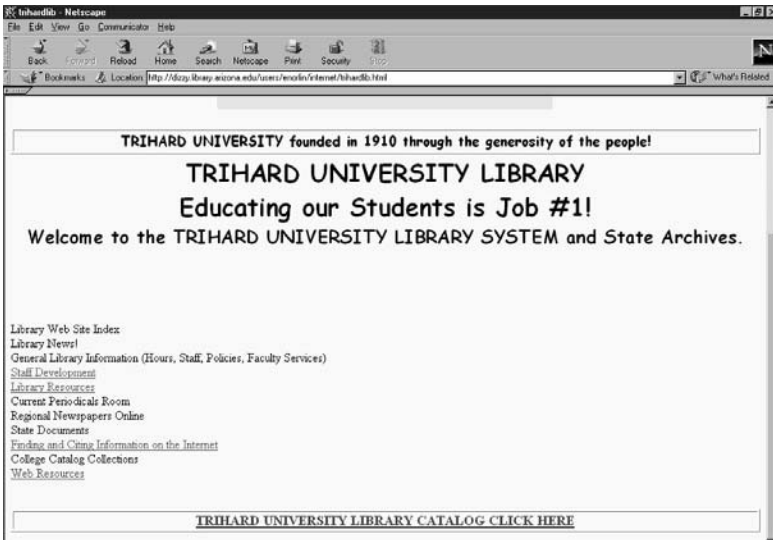 trihardlib - Netscape
File Edit View Go Communicator Help
Back Forward Reload Home Search Netscape Print Security Stop
N
Bookmarks Location http://dizzy.library.arizona.edu/users/enorlin/internet/trihardlib.html What's Related
TRIHARD UNIVERSITY founded in 1910 through the generosity of the people!
TRIHARD UNIVERSITY LIBRARY
Educating our Students is Job #1!
Welcome to the TRIHARD UNIVERSITY LIBRARY SYSTEM and State Archives.
Library Web Site Index
Library News!
General Library Information (Hours, Staff, Policies, Faculty Services)
Staff Development
Library Resources
Current Periodicals Room
Regional Newspapers Online
State Documents
Finding and Citing Information on the Internet
College Catalog Collections
Web Resources
TRIHARD UNIVERSITY LIBRARY CATALOG CLICK HERE